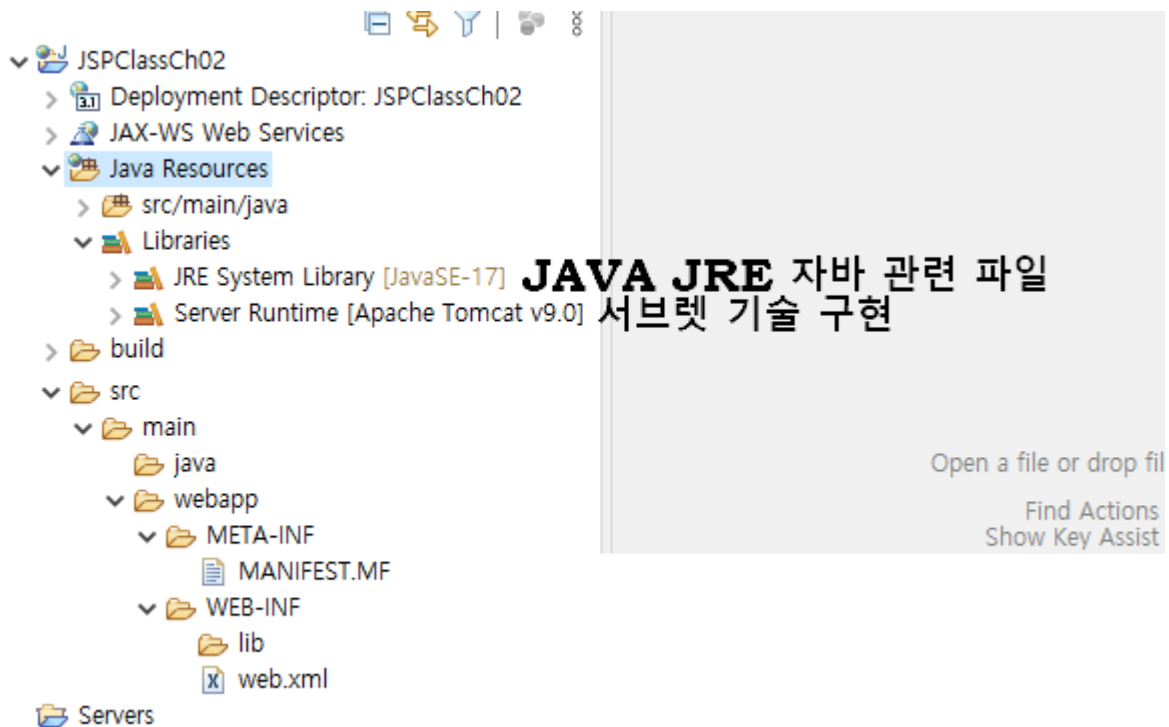 JSPClassCh02
Deployment Descriptor: JSPClassCh02
3.1
JAX-WS Web Services
Java Resources
src/main/java
Libraries
JRE System Library [JavaSE-17] JAVA JRE 자바 관련 파일
Server Runtime [Apache Tomcat v9.0] 서브렛 기술 구현
build
src
main
java
Open a file or drop fil
webapp
Find Actions
META-INF
Show Key Assist
MANIFEST.MF
WEB-INF
lib
web.xml
Servers